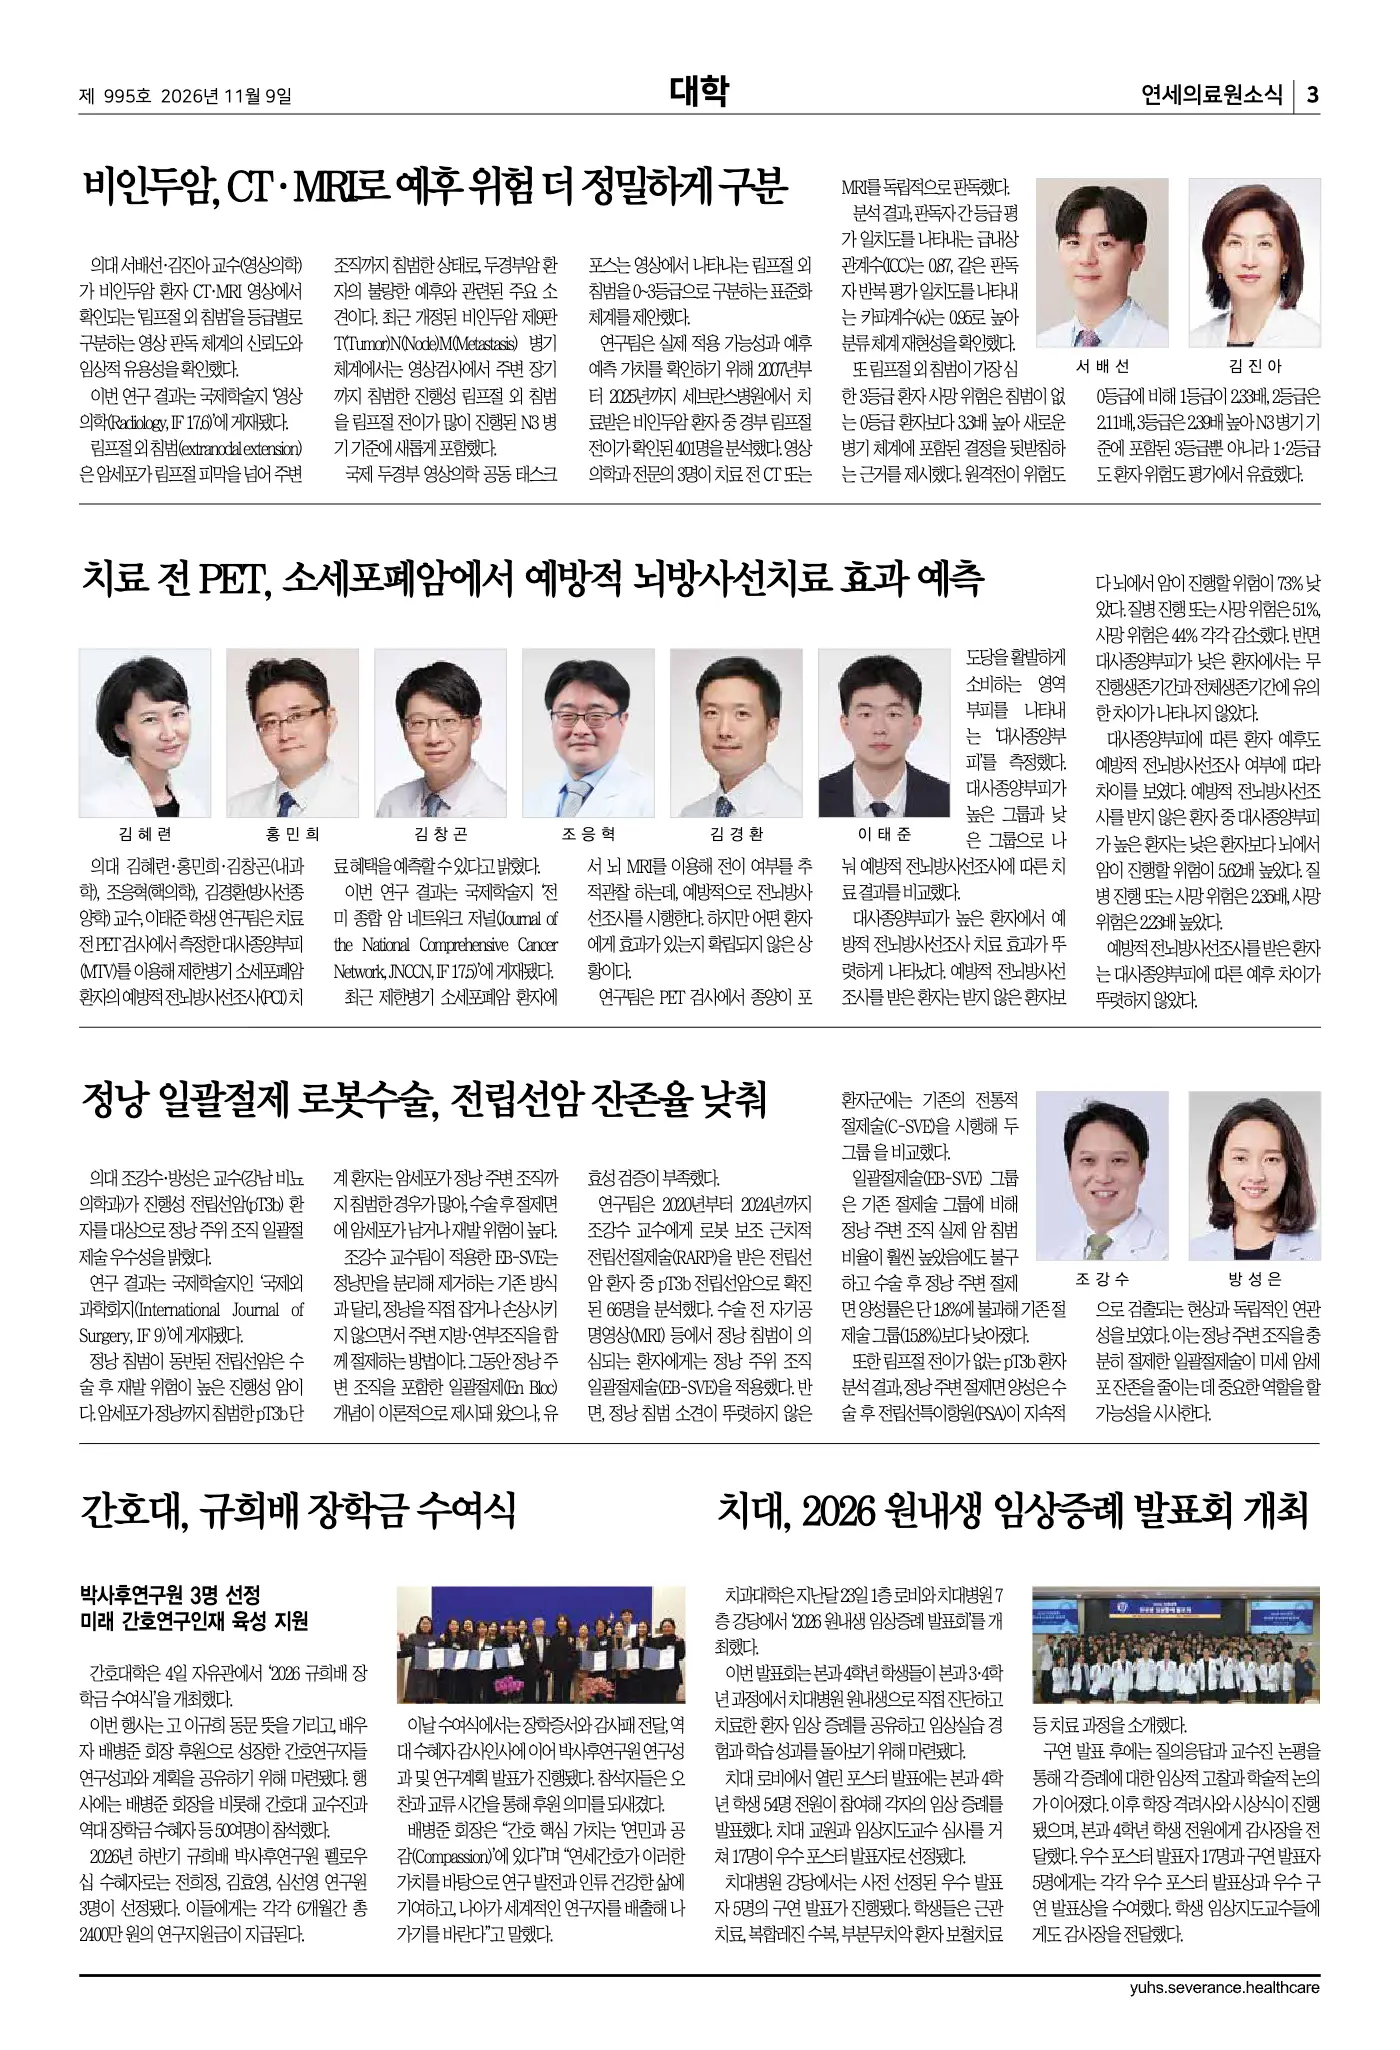 제 995호 2026년 11월 9일
대학
연세의료원소식 3
비인두암, CT·MRI로 예후 위험 더 정밀하게 구분
의대 서배선·김진아 교수(영상의학)
가 비인두암 환자 CT·MRI 영상에서
확인되는 ‘림프절 외 침범’을 등급별로
구분하는 영상 판독 체계의 신뢰도와
임상적 유용성을 확인했다.
이번 연구 결과는 국제학술지 ‘영상
의학(Radiology, IF 17.6)’에 게재됐다.
림프절 외 침범(extranodal extension)
은 암세포가 림프절 피막을 넘어 주변
조직까지 침범한 상태로, 두경부암 환
자의 불량한 예후와 관련된 주요 소
견이다. 최근 개정된 비인두암 제9판
T(Tumor)N(Node)M(Metastasis) 병기
체계에서는 영상검사에서 주변 장기
까지 침범한 진행성 림프절 외 침범
을 림프절 전이가 많이 진행된 N3 병
기 기준에 새롭게 포함했다.
국제 두경부 영상의학 공동 태스크
포스는 영상에서 나타나는 림프절 외
침범을 0~3등급으로 구분하는 표준화
체계를 제안했다.
연구팀은 실제 적용 가능성과 예후
예측 가치를 확인하기 위해 2007년부
터 2025년까지 세브란스병원에서 치
료받은 비인두암 환자 중 경부 림프절
전이가 확인된 401명을 분석했다. 영상
의학과 전문의 3명이 치료 전 CT 또는
MRI를 독립적으로 판독했다.
분석 결과, 판독자 간 등급 평
가 일치도를 나타내는 급내상
관계수(ICC)는 0.87, 같은 판독
자 반복 평가 일치도를 나타내
는 카파계수(κ)는 0.95로 높아
분류 체계 재현성을 확인했다.
또 림프절 외 침범이 가장 심
한 3등급 환자 사망 위험은 침범이 없
는 0등급 환자보다 3.3배 높아 새로운
병기 체계에 포함된 결정을 뒷받침하
는 근거를 제시했다. 원격전이 위험도
서배선
김진아
0등급에 비해 1등급이 2.33배, 2등급은
2.11배, 3등급은 2.39배 높아 N3 병기 기
준에 포함된 3등급뿐 아니라 1·2등급
도 환자 위험도 평가에서 유효했다.
치료 전 PET, 소세포폐암에서 예방적 뇌방사선치료 효과 예측
김혜련
홍민희
김창곤
조응혁
김경환
이태준
의대 김혜련·홍민희·김창곤(내과
학), 조응혁(핵의학), 김경환(방사선종
양학) 교수, 이태준 학생 연구팀은 치료
전 PET 검사에서 측정한 대사종양부피
(MTV)를 이용해 제한병기 소세포폐암
환자의 예방적 전뇌방사선조사(PCI) 치
료 혜택을 예측할 수 있다고 밝혔다.
이번 연구 결과는 국제학술지 ‘전
미 종합 암 네트워크 저널(Journal of
the National Comprehensive Cancer
Network, JNCCN, IF 17.5)’에 게재됐다.
최근 제한병기 소세포폐암 환자에
서 뇌 MRI를 이용해 전이 여부를 추
적관찰 하는데, 예방적으로 전뇌방사
선조사를 시행한다. 하지만 어떤 환자
에게 효과가 있는지 확립되지 않은 상
황이다.
연구팀은 PET 검사에서 종양이 포
도당을 활발하게
소비하는 영역
부피를 나타내
는 ‘대사종양부
피’를 측정했다.
대사종양부피가
높은 그룹과 낮
은 그룹으로 나
눠 예방적 전뇌방사선조사에 따른 치
료 결과를 비교했다.
대사종양부피가 높은 환자에서 예
방적 전뇌방사선조사 치료 효과가 뚜
렷하게 나타났다. 예방적 전뇌방사선
조사를 받은 환자는 받지 않은 환자보
다 뇌에서 암이 진행할 위험이 73% 낮
았다. 질병 진행 또는 사망 위험은 51%,
사망 위험은 44% 각각 감소했다. 반면
대사종양부피가 낮은 환자에서는 무
진행생존기간과 전체생존기간에 유의
한 차이가 나타나지 않았다.
대사종양부피에 따른 환자 예후도
예방적 전뇌방사선조사 여부에 따라
차이를 보였다. 예방적 전뇌방사선조
사를 받지 않은 환자 중 대사종양부피
가 높은 환자는 낮은 환자보다 뇌에서
암이 진행할 위험이 5.62배 높았다. 질
병 진행 또는 사망 위험은 2.35배, 사망
위험은 2.23배 높았다.
예방적 전뇌방사선조사를 받은 환자
는 대사종양부피에 따른 예후 차이가
뚜렷하지 않았다.
정낭 일괄절제 로봇수술, 전립선암 잔존율 낮춰
의대 조강수·방성은 교수(강남 비뇨
의학과)가 진행성 전립선암(pT3b) 환
자를 대상으로 정낭 주위 조직 일괄절
제술 우수성을 밝혔다.
연구 결과는 국제학술지인 ‘국제외
과학회지(International Journal of
Surgery, IF 9)’에 게재됐다.
정낭 침범이 동반된 전립선암은 수
술 후 재발 위험이 높은 진행성 암이
다. 암세포가 정낭까지 침범한 pT3b 단
게 환자는 암세포가 정낭 주변 조직까
지 침범한 경우가 많아, 수술 후 절제면
에 암세포가 남거나 재발 위험이 높다.
조강수 교수팀이 적용한 EB-SVE는
정낭만을 분리해 제거하는 기존 방식
과 달리, 정낭을 직접 잡거나 손상시키
지 않으면서 주변 지방·연부조직을 함
께 절제하는 방법이다. 그동안 정낭 주
변 조직을 포함한 일괄절제(En Bloc)
개념이 이론적으로 제시돼 왔으나, 유
효성 검증이 부족했다.
연구팀은 2020년부터 2024년까지
조강수 교수에게 로봇 보조 근치적
전립선절제술(RARP)을 받은 전립선
암 환자 중 pT3b 전립선암으로 확진
된 66명을 분석했다. 수술 전 자기공
명영상(MRI) 등에서 정낭 침범이 의
심되는 환자에게는 정낭 주위 조직
일괄절제술(EB-SVE)을 적용했다. 반
면, 정낭 침범 소견이 뚜렷하지 않은
환자군에는 기존의 전통적
절제술(C-SVE)을 시행해 두
그룹 을 비교했다.
일괄절제술(EB-SVE) 그룹
은 기존 절제술 그룹에 비해
정낭 주변 조직 실제 암 침범
비율이 훨씬 높았음에도 불구
하고 수술 후 정낭 주변 절제
면 양성률은 단 1.8%에 불과해 기존 절
제술 그룹(15.8%)보다 낮아졌다.
또한 림프절 전이가 없는 pT3b 환자
분석 결과, 정낭 주변 절제면 양성은 수
술 후 전립선특이항원(PSA)이 지속적
조강수
방성은
으로 검출되는 현상과 독립적인 연관
성을 보였다. 이는 정낭 주변 조직을 충
분히 절제한 일괄절제술이 미세 암세
포 잔존을 줄이는 데 중요한 역할을 할
가능성을 시사한다.
간호대, 규희배 장학금 수여식
박사후연구원 3명 선정
미래 간호연구인재 육성 지원
간호대학은 4일 자유관에서 ‘2026 규희배 장
학금 수여식’을 개최했다.
이번 행사는 고 이규희 동문 뜻을 기리고, 배우
자 배병준 회장 후원으로 성장한 간호연구자들
연구성과와 계획을 공유하기 위해 마련됐다. 행
사에는 배병준 회장을 비롯해 간호대 교수진과
역대 장학금 수혜자 등 50여명이 참석했다.
2026년 하반기 규희배 박사후연구원 펠로우
십 수혜자로는 전희정, 김효영, 심선영 연구원
3명이 선정됐다. 이들에게는 각각 6개월간 총
2400만 원의 연구지원금이 지급된다.
이날 수여식에서는 장학증서와 감사패 전달, 역
대 수혜자 감사인사에 이어 박사후연구원 연구성
과 및 연구계획 발표가 진행됐다. 참석자들은 오
찬과 교류 시간을 통해 후원 의미를 되새겼다.
배병준 회장은 “간호 핵심 가치는 ‘연민과 공
감(Compassion)’에 있다”며 “연세간호가 이러한
가치를 바탕으로 연구 발전과 인류 건강한 삶에
기여하고, 나아가 세계적인 연구자를 배출해 나
가기를 바란다”고 말했다.
치대, 2026 원내생 임상증례 발표회 개최
치과대학은 지난달 23일 1층 로비와 치대병원 7
층 강당에서 ‘2026 원내생 임상증례 발표회’를 개
최했다.
이번 발표회는 본과 4학년 학생들이 본과 3·4학
년 과정에서 치대병원 원내생으로 직접 진단하고
치료한 환자 임상 증례를 공유하고 임상실습 경
험과 학습 성과를 돌아보기 위해 마련됐다.
치대 로비에서 열린 포스터 발표에는 본과 4학
년 학생 54명 전원이 참여해 각자의 임상 증례를
발표했다. 치대 교원과 임상지도교수 심사를 거
쳐 17명이 우수 포스터 발표자로 선정됐다.
치대병원 강당에서는 사전 선정된 우수 발표
자 5명의 구연 발표가 진행됐다. 학생들은 근관
치료, 복합레진 수복, 부분무치악 환자 보철치료
등 치료 과정을 소개했다.
구연 발표 후에는 질의응답과 교수진 논평을
통해 각 증례에 대한 임상적 고찰과 학술적 논의
가 이어졌다. 이후 학장 격려사와 시상식이 진행
됐으며, 본과 4학년 학생 전원에게 감사장을 전
달했다. 우수 포스터 발표자 17명과 구연 발표자
5명에게는 각각 우수 포스터 발표상과 우수 구
연 발표상을 수여했다. 학생 임상지도교수들에
게도 감사장을 전달했다.
yuhs.severance.healthcare